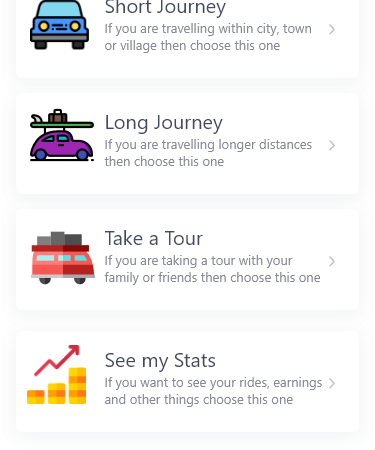 Short Journey
If you are travelling within city, town
or village then choose this one
Long Journey
If you are travelling longer distances
then choose this one
Take a Tour
If you are taking a tour with your
family or friends then choose this one
See my Stats
If you want to see your rides, earnings
and other things choose this one